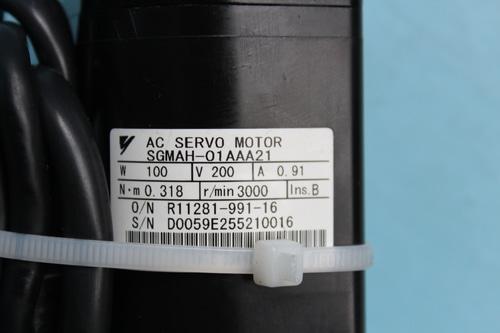 AC SERVO MOTOR
SGMAH-01AAA21
W 100 V 200 A 0.91
N·m 0.318 r/min 3000 Ins.B
O/N R11281-991-16
S/N D0059E255210016